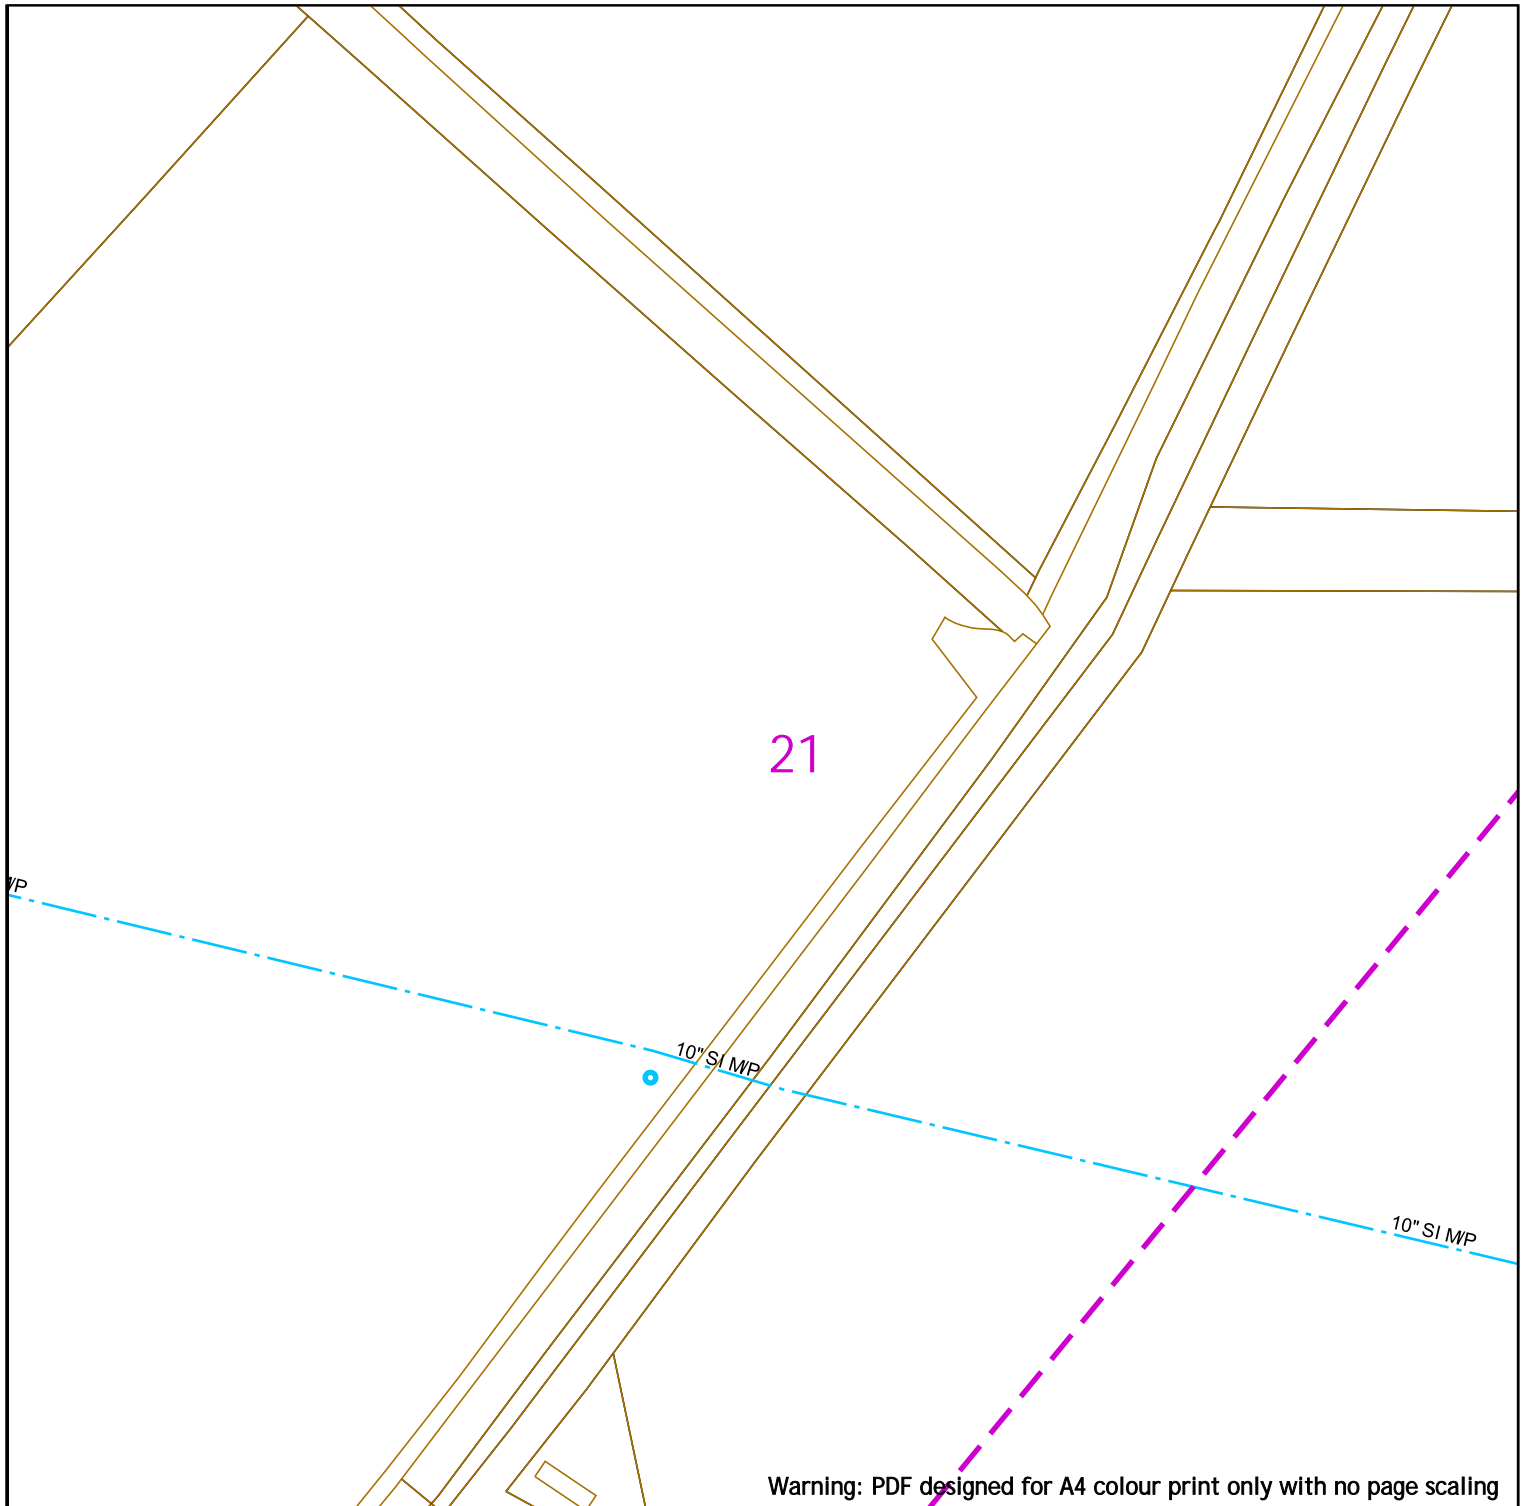 21
10" SI M/P
10" SI M/P
Warning: PDF designed for A4 colour print only with no page scaling